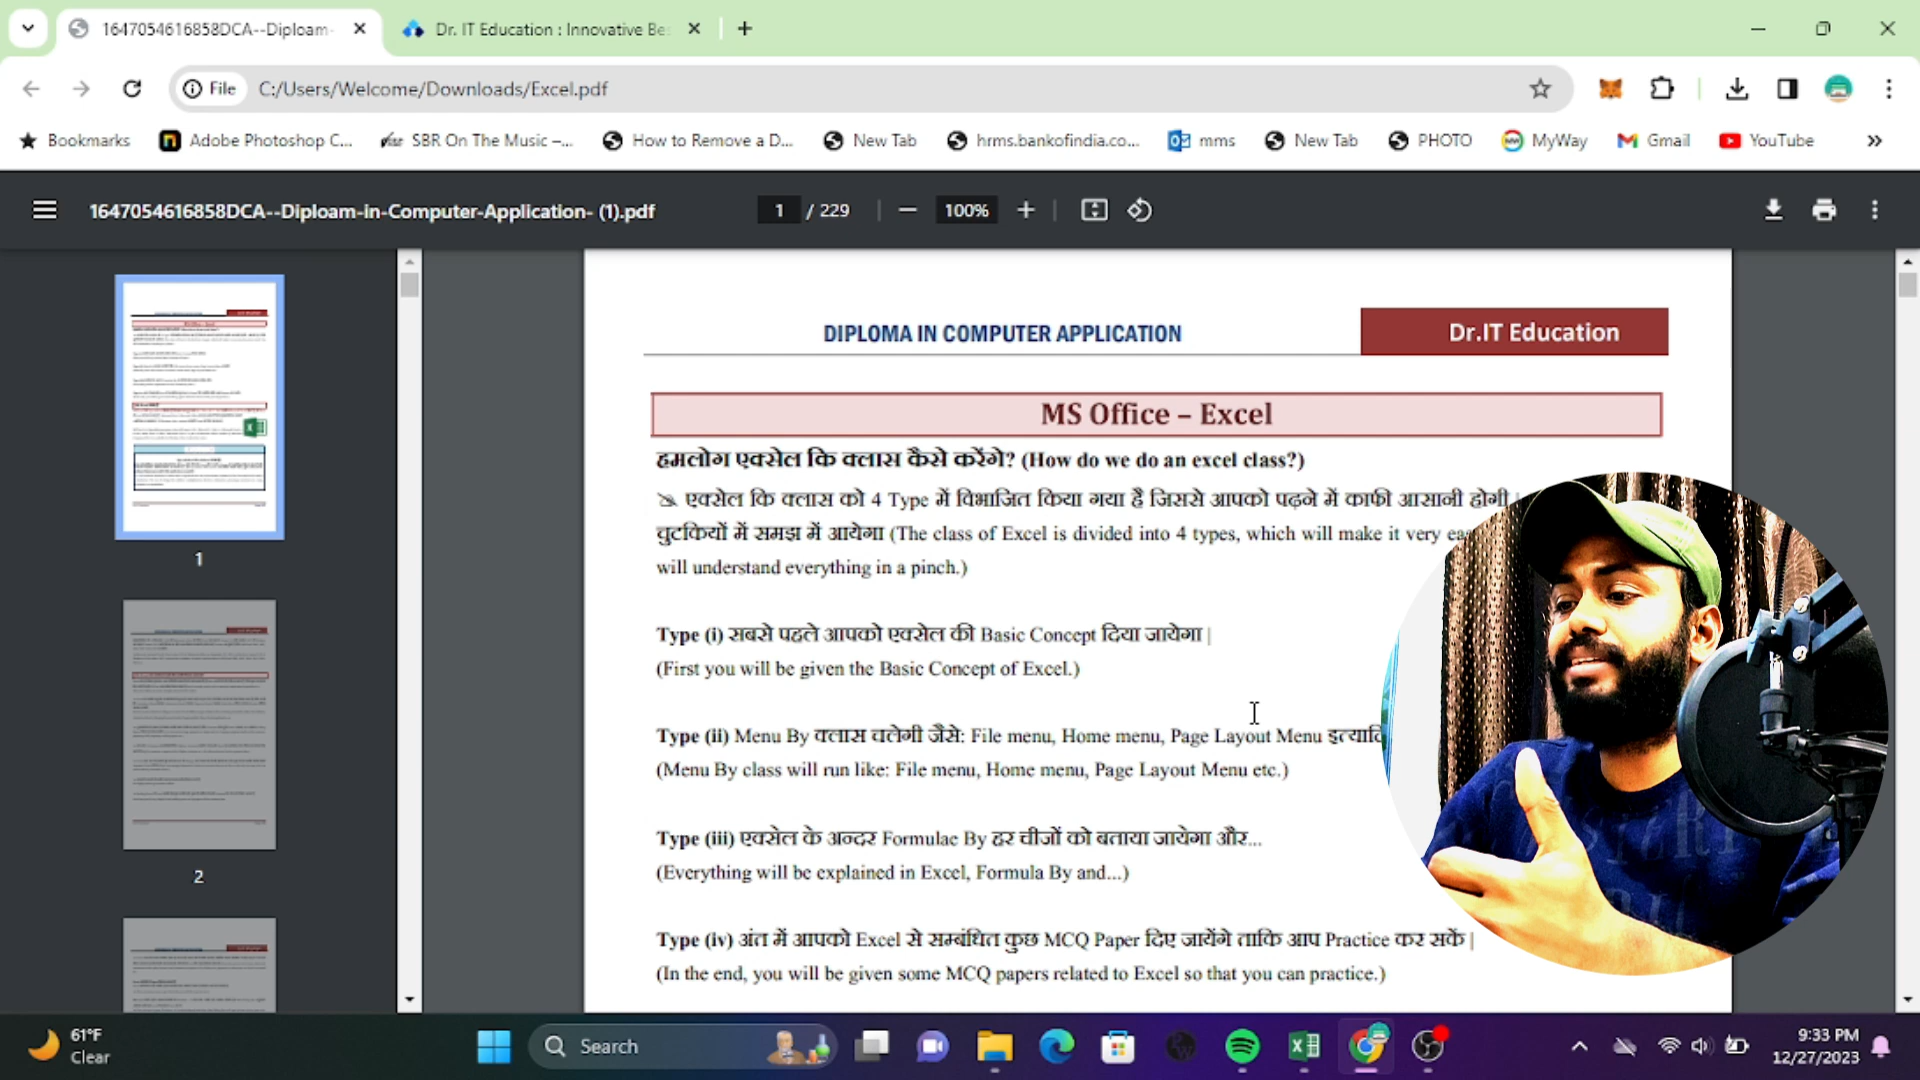 1647054616858DCA--Diploam-
Dr. IT Education : Innovative Be
File
C:/Users/Welcome/Downloads/Excel.pdf
Bookmarks
Adobe Photoshop C...
SBR On The Music –...
How to Remove a D...
New Tab
hrms.bankofindia.co...
mms
New Tab
PHOTO
MyWay
Gmail
YouTube
1647054616858DCA--Diploam-in-Computer-Application- (1).pdf
1 / 229
100%
1
2
DIPLOMA IN COMPUTER APPLICATION
Dr.IT Education
MS Office – Excel
हमलोग एक्सेल कि क्लास कैसे करेंगे? (How do we do an excel class?)
एक्सेल कि क्लास को 4 Type में विभाजित किया गया है जिससे आपको पढ़ने में काफी आसानी होगी |
चुटकियों में समझ में आयेगा (The class of Excel is divided into 4 types, which will make it very ea
will understand everything in a pinch.)
Type (i) सबसे पहले आपको एक्सेल की Basic Concept दिया जायेगा |
(First you will be given the Basic Concept of Excel.)
Type (ii) Menu By क्लास चलेगी जैसे: File menu, Home menu, Page Layout Menu इत्यादि
(Menu By class will run like: File menu, Home menu, Page Layout Menu etc.)
Type (iii) एक्सेल के अन्दर Formulae By हर चीजों को बताया जायेगा और...
(Everything will be explained in Excel, Formula By and...)
Type (iv) अंत में आपको Excel से सम्बंधित कुछ MCQ Paper दिए जायेंगे ताकि आप Practice कर सकें |
(In the end, you will be given some MCQ papers related to Excel so that you can practice.)
61°F
Clear
Search
9:33 PM
12/27/2023